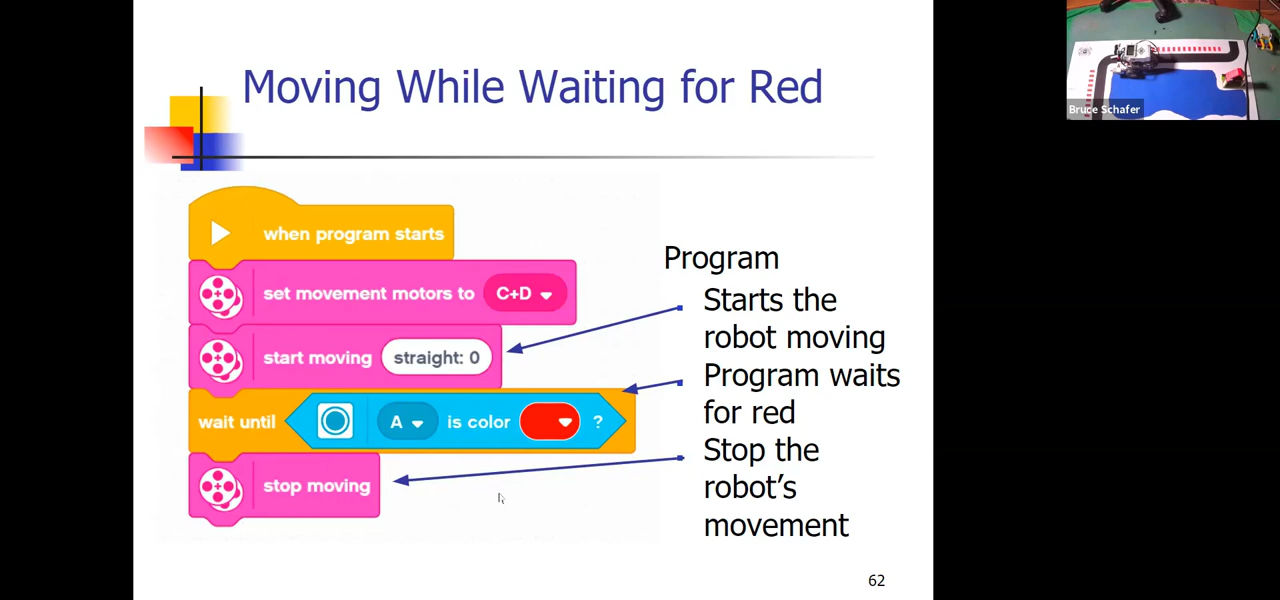 Moving While Waiting for Red
Bruce Schafer
when program starts
set movement motors to C+D
start moving straight: 0
wait until A is color ?
stop moving
Program
Starts the
robot moving
Program waits
for red
Stop the
robot’s
movement
62